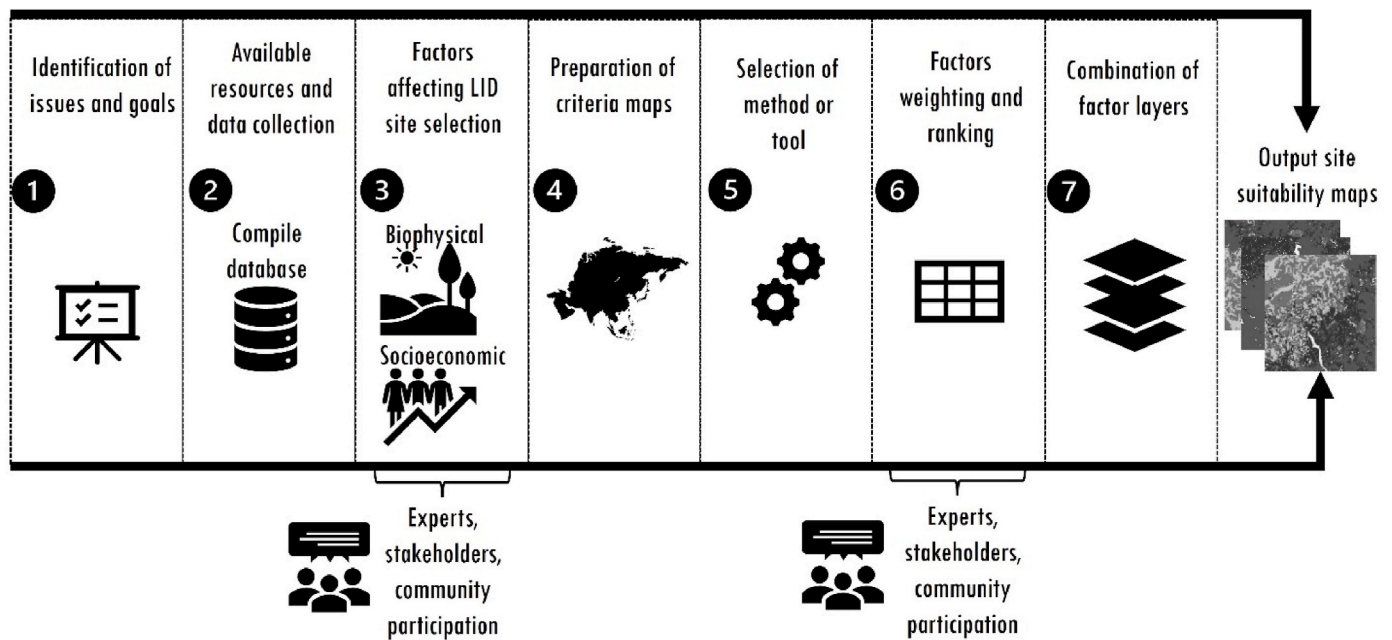 Identification of
issues and goals
1
Available
resources and
data collection
2
Compile
database
Factors
affecting LID
site selection
3
Biophysical
Socioeconomic
Preparation of
criteria maps
4
Selection of
method or
tool
5
Factors
weighting and
ranking
6
Combination of
factor layers
7
Output site
suitability maps
Experts,
stakeholders,
community
participation
Experts,
stakeholders,
community
participation